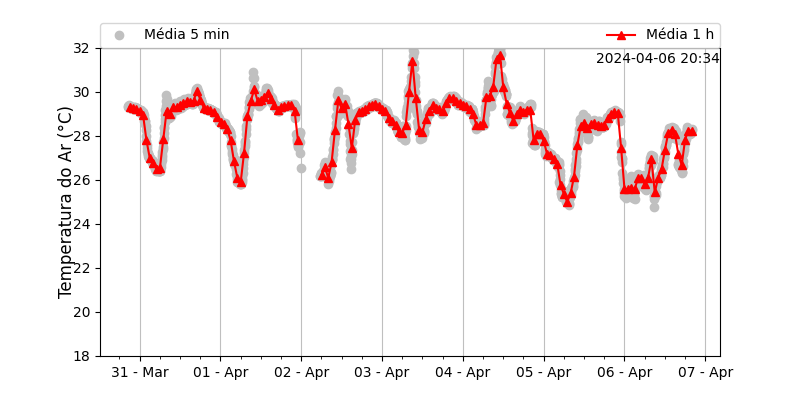 Média 5 min
Média 1 h
2024-04-06 20:34
Temperatura do Ar (°C)
32
30
28
26
24
22
20
18
31 - Mar
01 - Apr
02 - Apr
03 - Apr
04 - Apr
05 - Apr
06 - Apr
07 - Apr